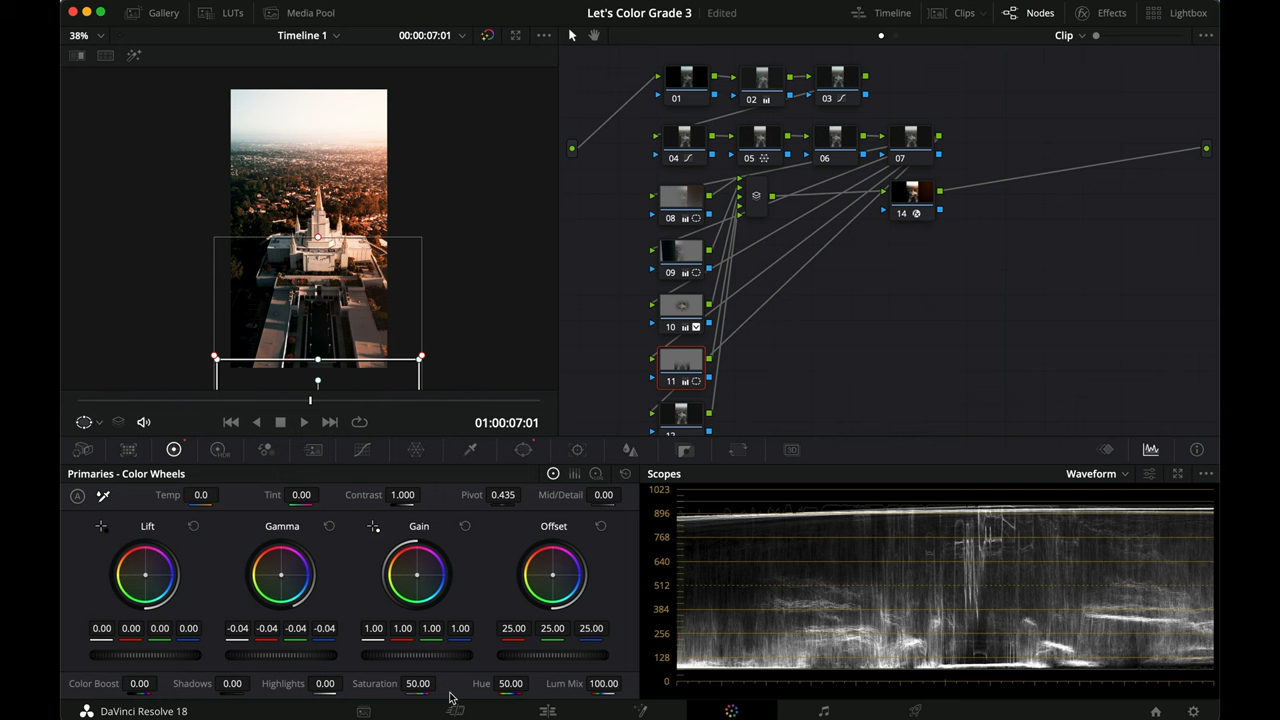 Gallery LUTs Media Pool Let's Color Grade 3 Edited Timeline Clips Nodes Effects Lightbox
38% Timeline 1 00:00:07:01 Clip
01 02 03
04 05 06 07
08 14
09
10
11
12
01:00:07:01
HDR 3D
Primaries - Color Wheels Scopes Waveform
A Temp 0.0 Tint 0.00 Contrast 1.000 Pivot 0.435 Mid/Detail 0.00
Lift Gamma Gain Offset
0.00 0.00 0.00 0.00 -0.04 -0.04 -0.04 -0.04 1.00 1.00 1.00 1.00 25.00 25.00 25.00
Color Boost 0.00 Shadows 0.00 Highlights 0.00 Saturation 50.00 Hue 50.00 Lum Mix 100.00
1023
896
768
640
512
384
256
128
0
DaVinci Resolve 18